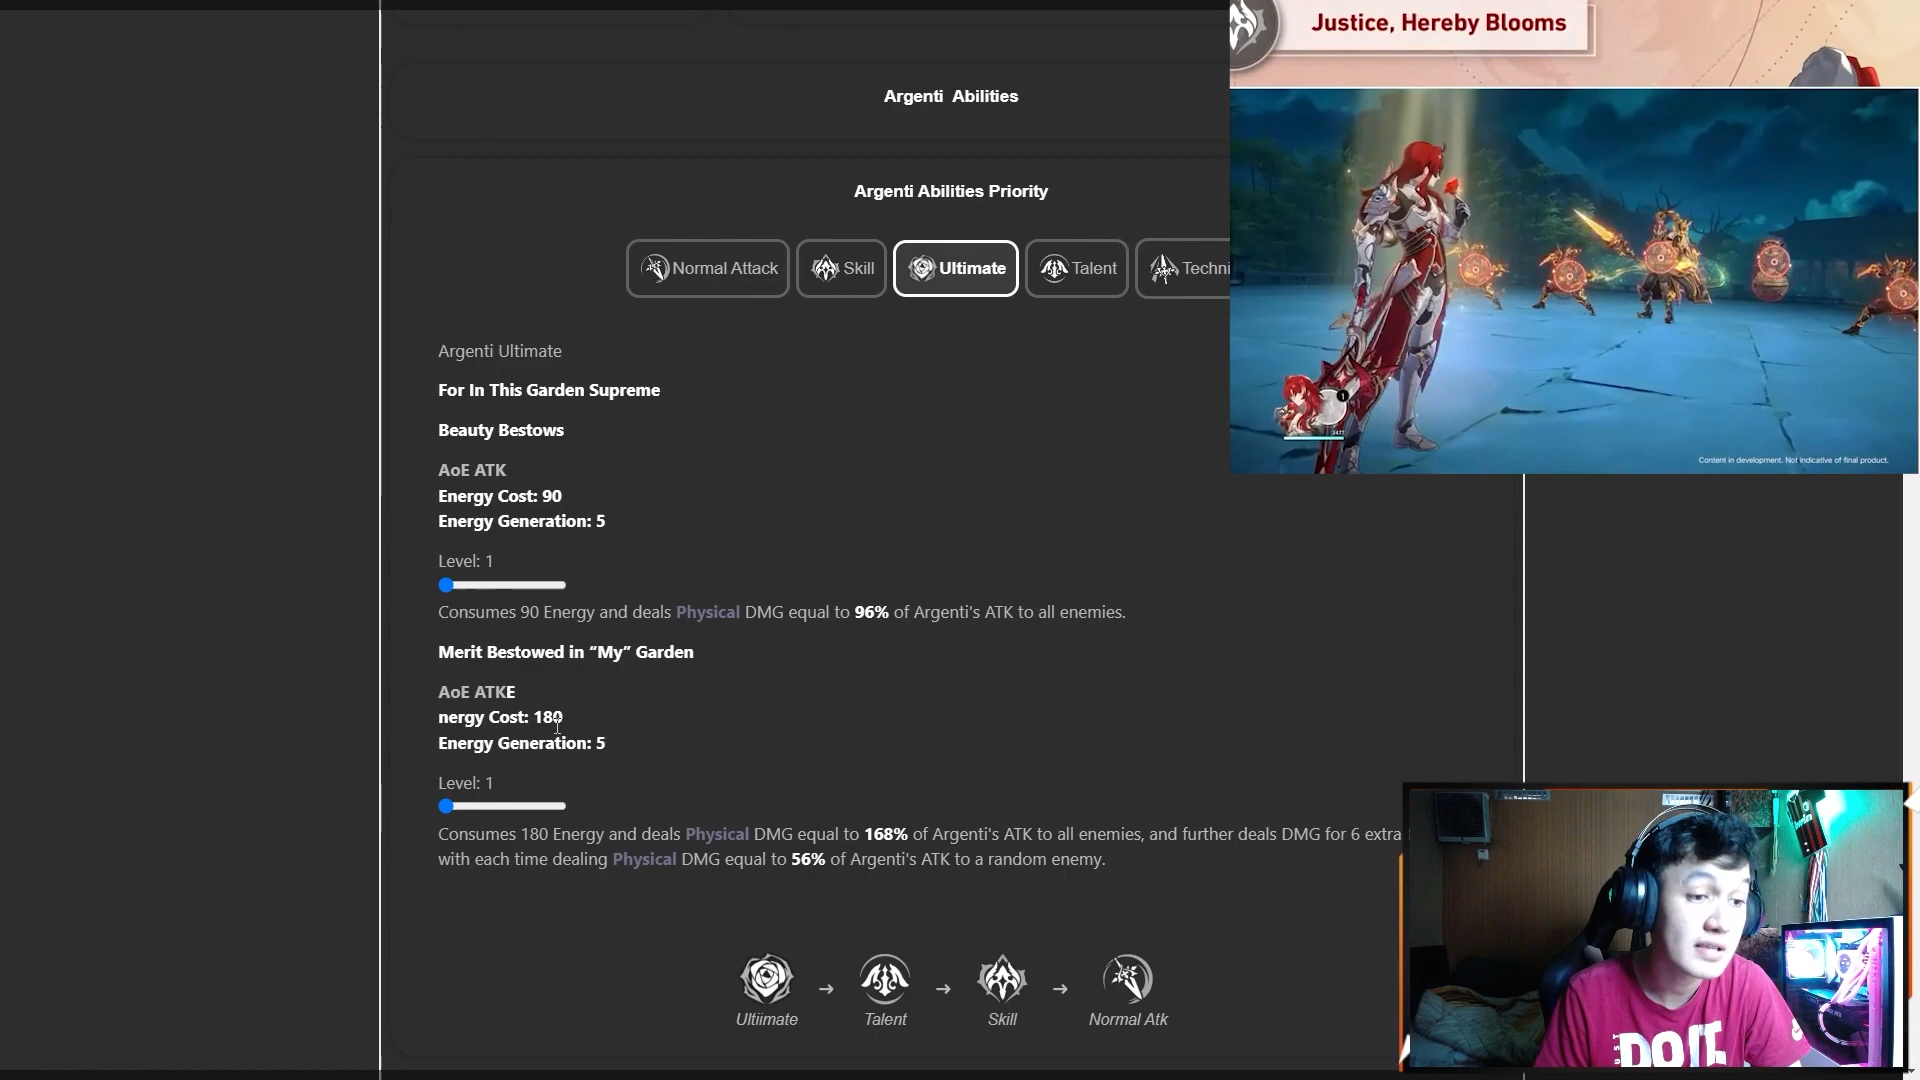 Justice, Hereby Blooms
Argenti Abilities
Argenti Abilities Priority
Normal Attack
Skill
Ultimate
Talent
Techni
Argenti Ultimate
For In This Garden Supreme
Beauty Bestows
AoE ATK
Energy Cost: 90
Energy Generation: 5
Level: 1
Consumes 90 Energy and deals Physical DMG equal to 96% of Argenti's ATK to all enemies.
Merit Bestowed in “My” Garden
AoE ATKE
nergy Cost: 180
Energy Generation: 5
Level: 1
Consumes 180 Energy and deals Physical DMG equal to 168% of Argenti's ATK to all enemies, and further deals DMG for 6 extra
with each time dealing Physical DMG equal to 56% of Argenti's ATK to a random enemy.
Ultiimate
→
Talent
→
Skill
→
Normal Atk
1
3477
Content in development. Not indicative of final product.
JUST
DO IT